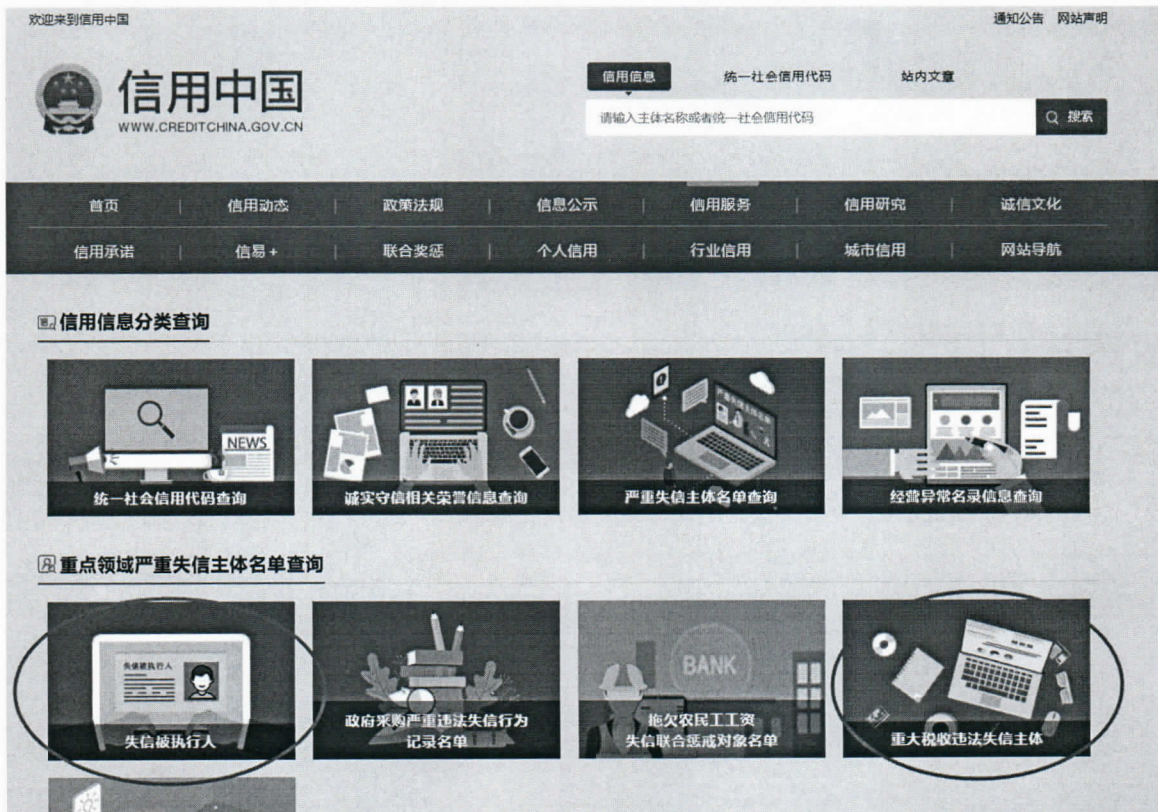 欢迎来到信用中国
通知公告 网站声明
信用中国
WWW.CREDITCHINA.GOV.CN
信用信息 统一社会信用代码 站内文章
请输入主体名称或者统一社会信用代码 搜索
首页 信用动态 政策法规 信息公示 信用服务 信用研究 诚信文化
信用承诺 信易+ 联合奖惩 个人信用 行业信用 城市信用 网站导航
信用信息分类查询
NEWS
严重失信主体名单
统一社会信用代码查询 诚实守信相关荣誉信息查询 严重失信主体名单查询 经营异常名录信息查询
重点领域严重失信主体名单查询
失信被执行人
BANK
失信被执行人
政府采购严重违法失信行为
记录名单
拖欠农民工工资
失信联合惩戒对象名单
重大税收违法失信主体